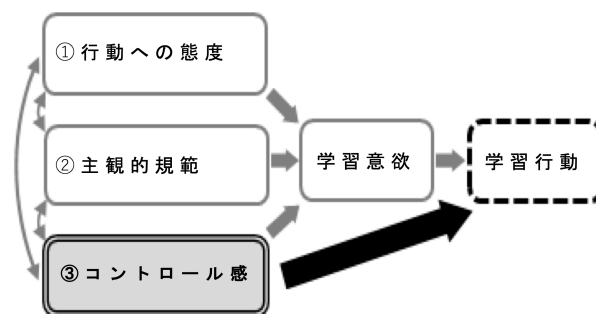 ①行動への態度
②主観的規範
学習意欲
学習行動
③コントロール感